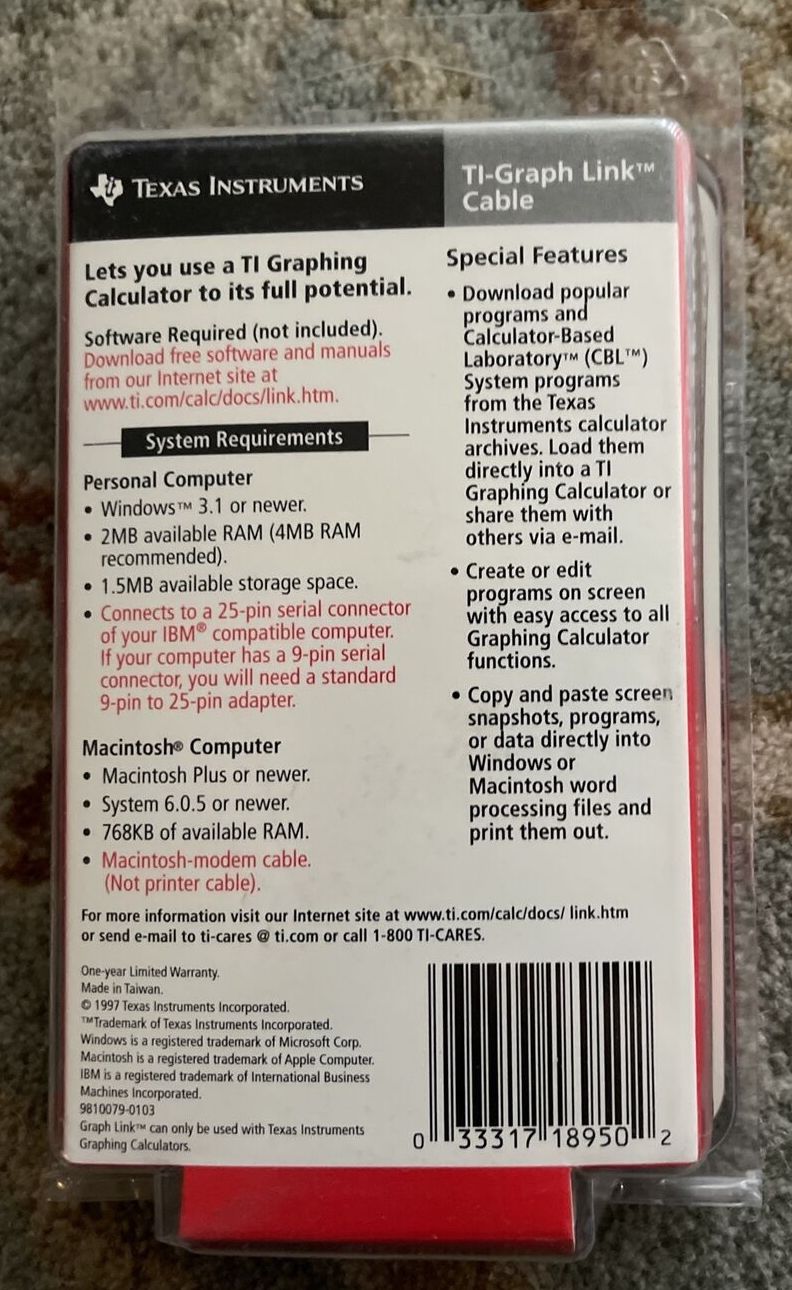 TEXAS INSTRUMENTS
TI-Graph Link™
Cable
Lets you use a TI Graphing
Calculator to its full potential.
Software Required (not included).
Download free software and manuals
from our Internet site at
www.ti.com/calc/docs/link.htm.
System Requirements
Personal Computer
• Windows™ 3.1 or newer.
• 2MB available RAM (4MB RAM
recommended).
• 1.5MB available storage space.
• Connects to a 25-pin serial connector
of your IBM® compatible computer.
If your computer has a 9-pin serial
connector, you will need a standard
9-pin to 25-pin adapter.
Macintosh® Computer
• Macintosh Plus or newer.
• System 6.0.5 or newer.
• 768KB of available RAM.
• Macintosh-modem cable.
(Not printer cable).
Special Features
• Download popular
programs and
Calculator-Based
Laboratory™ (CBL™)
System programs
from the Texas
Instruments calculator
archives. Load them
directly into a TI
Graphing Calculator or
share them with
others via e-mail.
• Create or edit
programs on screen
with easy access to all
Graphing Calculator
functions.
• Copy and paste screen
snapshots, programs,
or data directly into
Windows or
Macintosh word
processing files and
print them out.
For more information visit our Internet site at www.ti.com/calc/docs/ link.htm
or send e-mail to ti-cares @ ti.com or call 1-800 TI-CARES.
One-year Limited Warranty.
Made in Taiwan.
© 1997 Texas Instruments Incorporated.
™Trademark of Texas Instruments Incorporated.
Windows is a registered trademark of Microsoft Corp.
Macintosh is a registered trademark of Apple Computer.
IBM is a registered trademark of International Business
Machines Incorporated.
9810079-0103
Graph Link™ can only be used with Texas Instruments
Graphing Calculators.
0 33317 18950 2